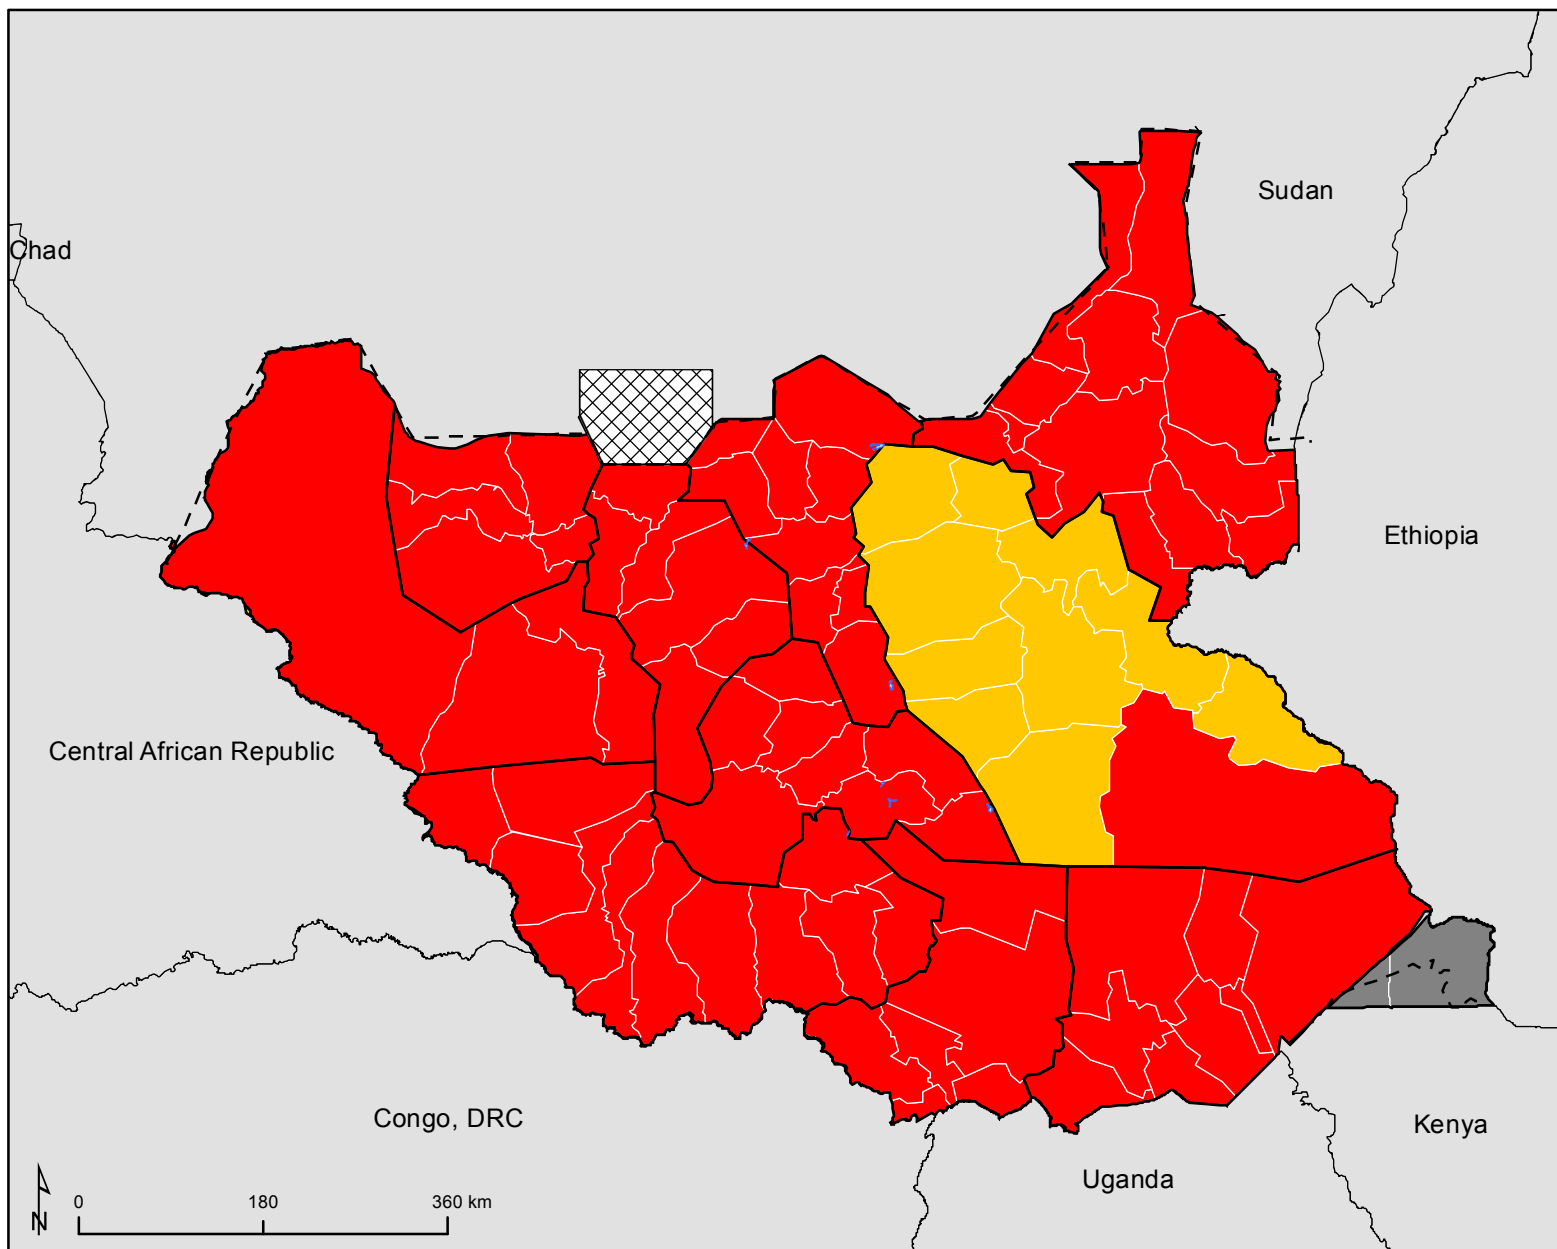 Sudan
Chad
Ethiopia
Central African Republic
Congo, DRC
Kenya
Uganda
N
0 180 360 km